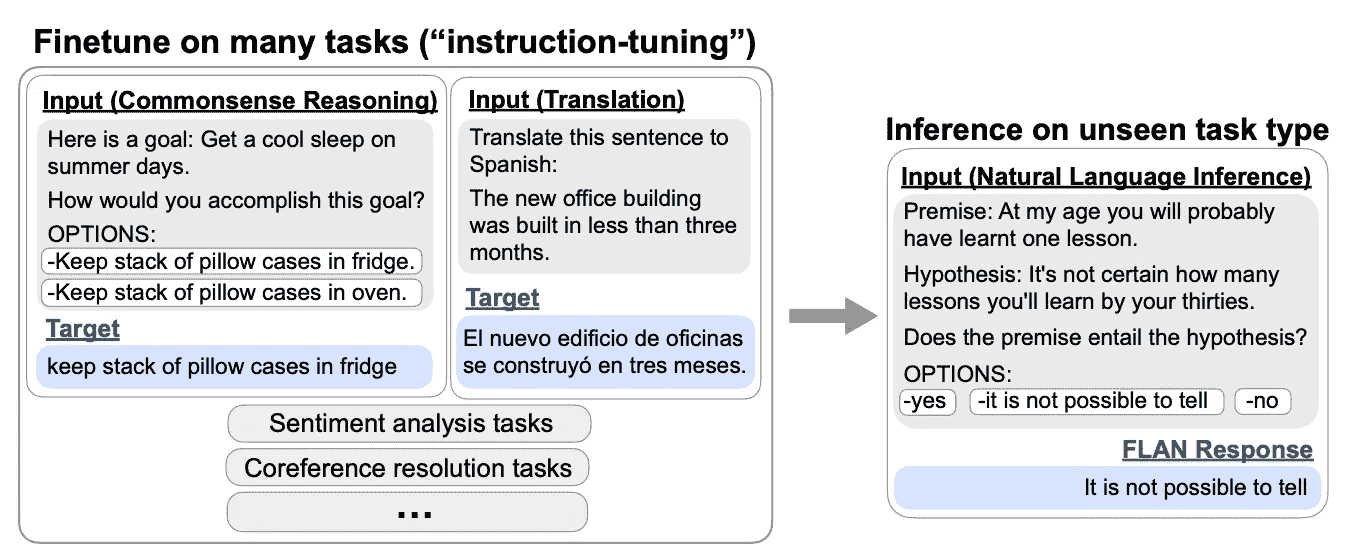 Finetune on many tasks (“instruction-tuning”)
Input (Commonsense Reasoning)
Here is a goal: Get a cool sleep on
summer days.
How would you accomplish this goal?
OPTIONS:
-Keep stack of pillow cases in fridge.
-Keep stack of pillow cases in oven.
Target
keep stack of pillow cases in fridge
Input (Translation)
Translate this sentence to
Spanish:
The new office building
was built in less than three
months.
Target
El nuevo edificio de oficinas
se construyó en tres meses.
Sentiment analysis tasks
Coreference resolution tasks
...
Inference on unseen task type
Input (Natural Language Inference)
Premise: At my age you will probably
have learnt one lesson.
Hypothesis: It's not certain how many
lessons you'll learn by your thirties.
Does the premise entail the hypothesis?
OPTIONS:
-yes -it is not possible to tell -no
FLAN Response
It is not possible to tell